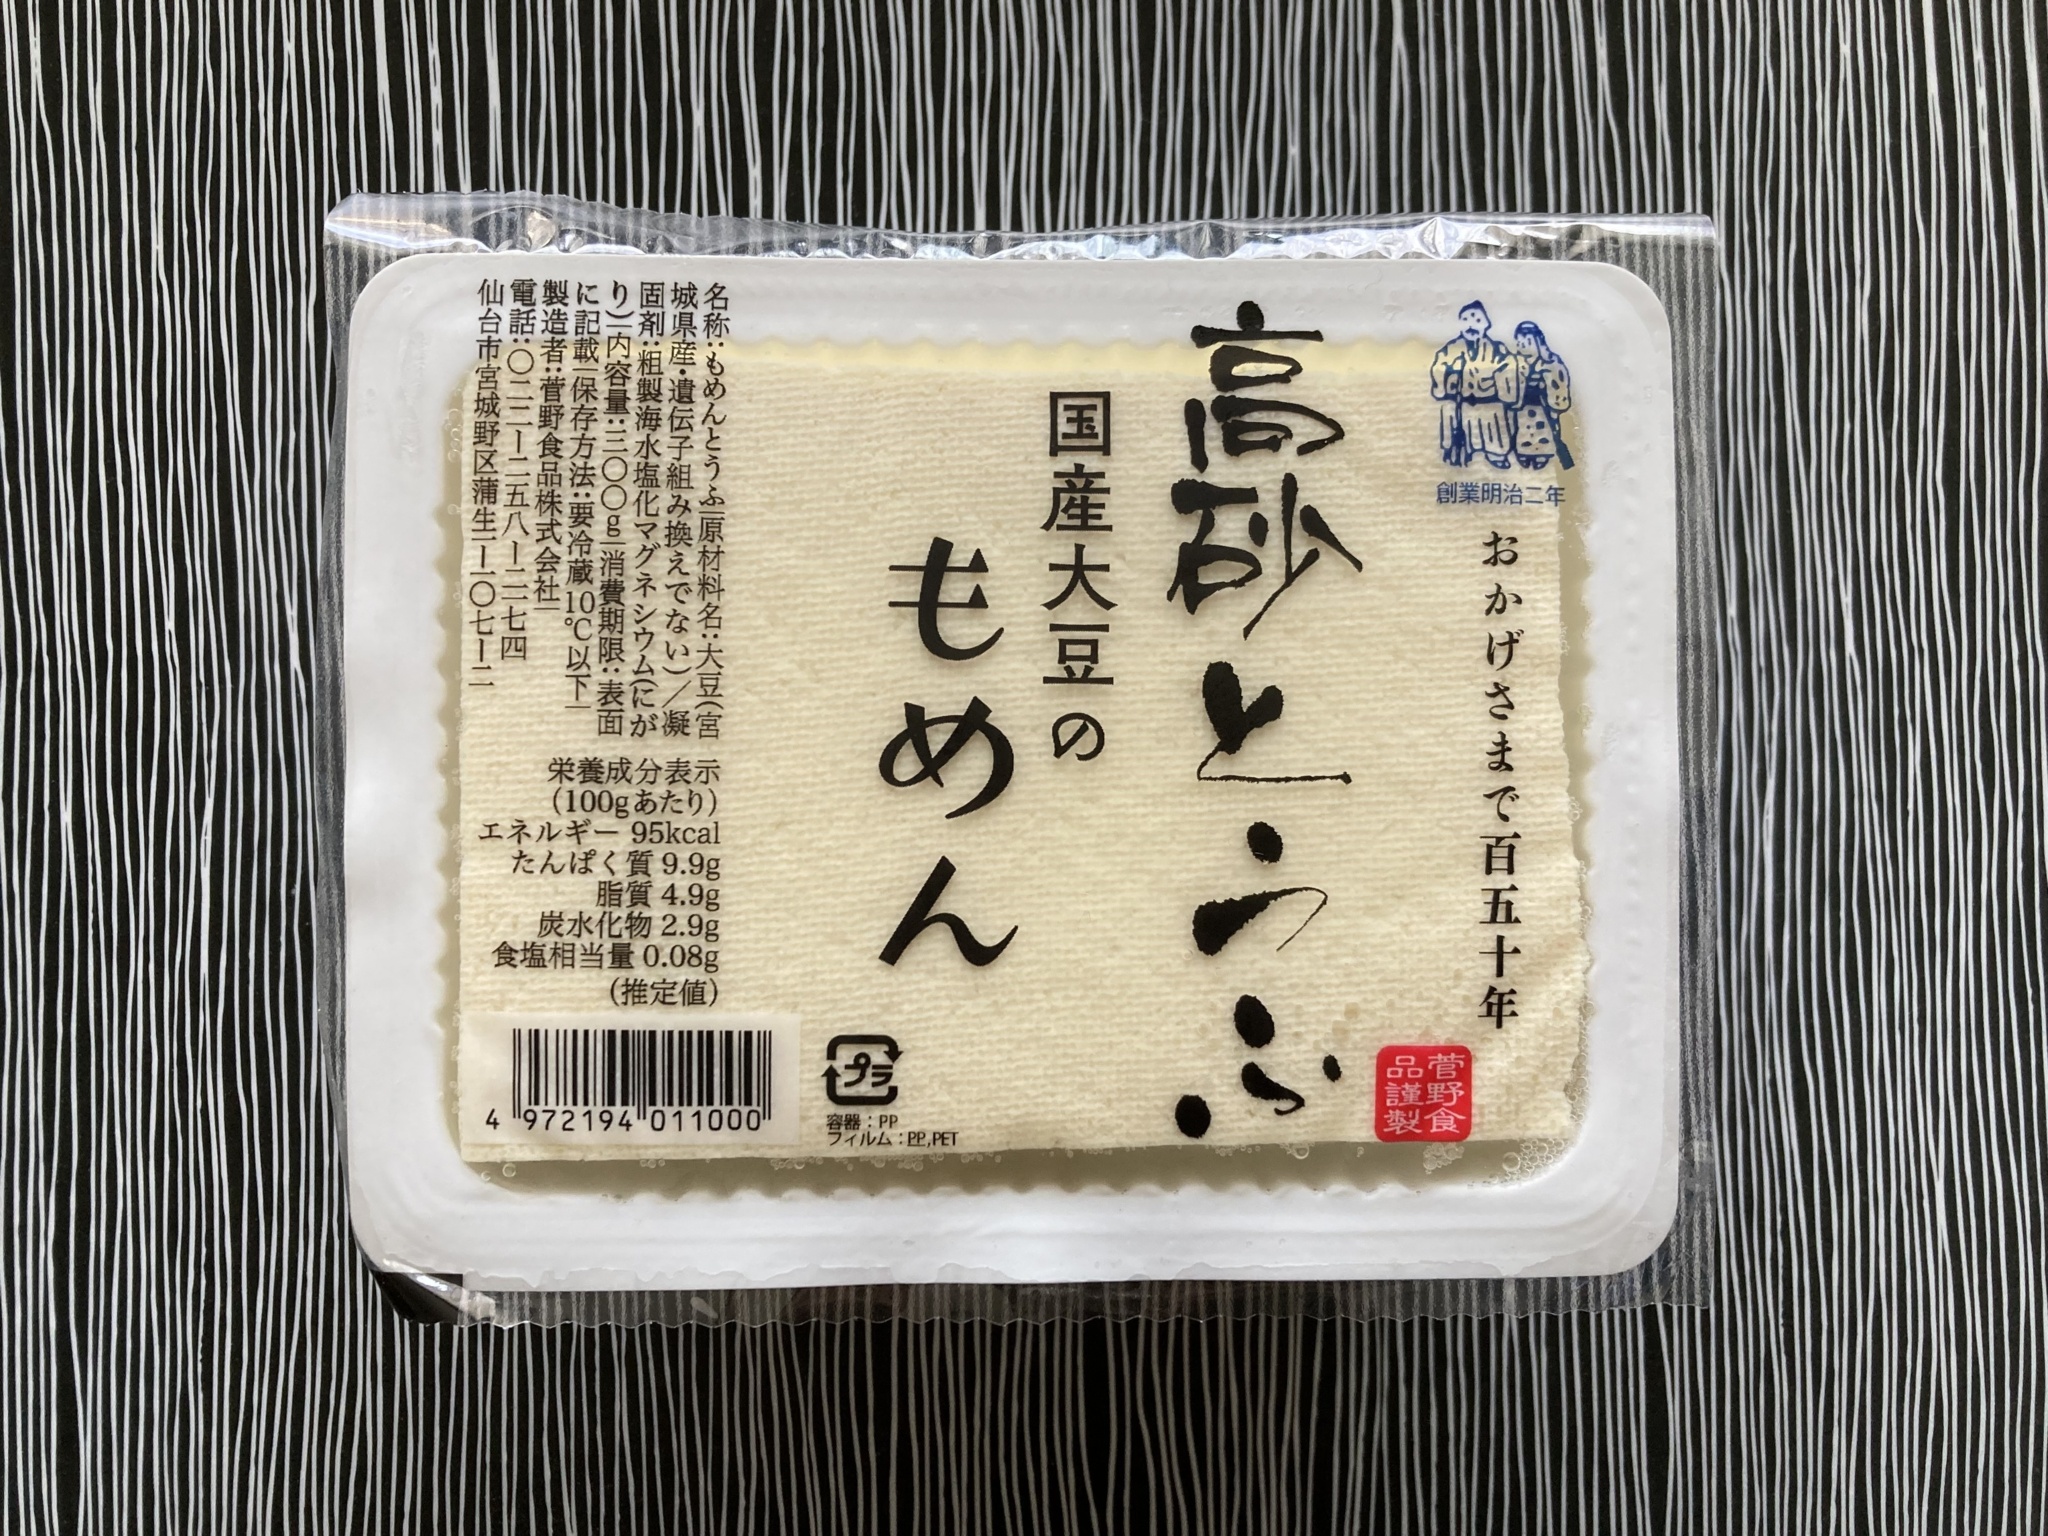 創業明治二年
おかげさまで百五十年
高砂とうふ
菅野食
品謹製
国産大豆の
もめん
名称:もめんとうふ|原材料名:大豆(宮
城県産・遺伝子組み換えでない)/凝
固剤:粗製海水塩化マグネシウム(にが
り)|内容量:三〇〇g|消費期限:表面
に記載|保存方法:要冷蔵10℃以下|
製造者:菅野食品株式会社|
電話:〇二二ー二五八ー二二七四
仙台市宮城野区蒲生二ー一〇七ー二
栄養成分表示
(100gあたり)
エネルギー 95kcal
たんぱく質 9.9g
脂質 4.9g
炭水化物 2.9g
食塩相当量 0.08g
(推定値)
4 972194 011000
プラ
容器:PP
フィルム:PP,PET